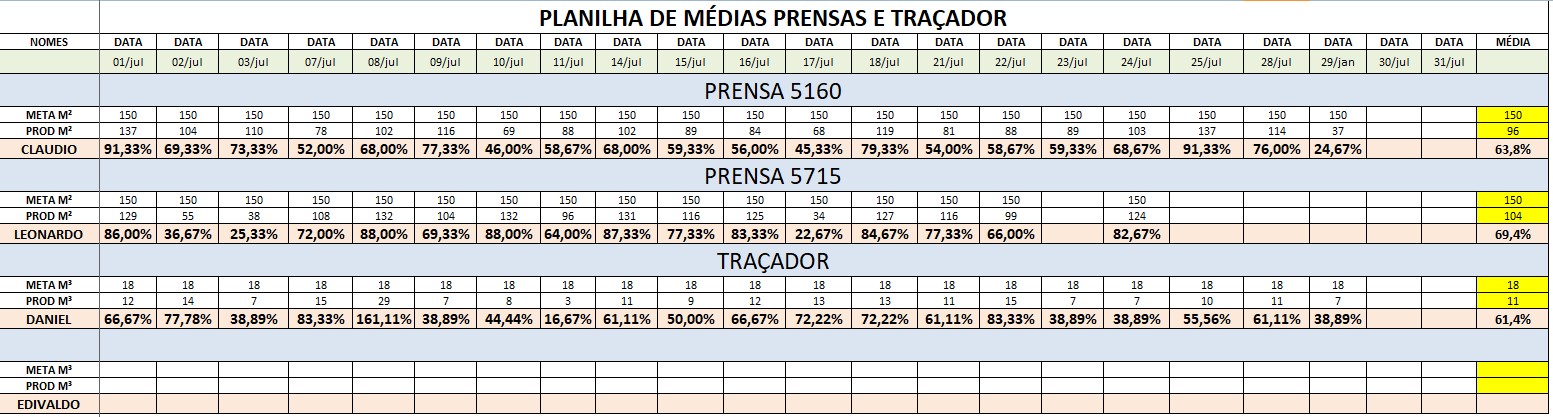 PLANILHA DE MÉDIAS PRENSAS E TRAÇADOR
NOMES DATA DATA DATA DATA DATA DATA DATA DATA DATA DATA DATA DATA DATA DATA DATA DATA DATA DATA DATA DATA DATA DATA MÉDIA
01/jul 02/jul 03/jul 07/jul 08/jul 09/jul 10/jul 11/jul 14/jul 15/jul 16/jul 17/jul 18/jul 21/jul 22/jul 23/jul 24/jul 25/jul 28/jul 29/jan 30/jul 31/jul
PRENSA 5160
META M² 150 150 150 150 150 150 150 150 150 150 150 150 150 150 150 150 150 150 150 150 150
PROD M² 137 104 110 78 102 116 69 88 102 89 84 68 119 81 88 89 103 137 114 37 96
CLAUDIO 91,33% 69,33% 73,33% 52,00% 68,00% 77,33% 46,00% 58,67% 68,00% 59,33% 56,00% 45,33% 79,33% 54,00% 58,67% 59,33% 68,67% 91,33% 76,00% 24,67% 63,8%
PRENSA 5715
META M² 150 150 150 150 150 150 150 150 150 150 150 150 150 150 150 150 150
PROD M² 129 55 38 108 132 104 132 96 131 116 125 34 127 116 99 124 104
LEONARDO 86,00% 36,67% 25,33% 72,00% 88,00% 69,33% 88,00% 64,00% 87,33% 77,33% 83,33% 22,67% 84,67% 77,33% 66,00% 82,67% 69,4%
TRAÇADOR
META M³ 18 18 18 18 18 18 18 18 18 18 18 18 18 18 18 18 18 18 18 18 18
PROD M³ 12 14 7 15 29 7 8 3 11 9 12 13 13 11 15 7 7 10 11 7 11
DANIEL 66,67% 77,78% 38,89% 83,33% 161,11% 38,89% 44,44% 16,67% 61,11% 50,00% 66,67% 72,22% 72,22% 61,11% 83,33% 38,89% 38,89% 55,56% 61,11% 38,89% 61,4%
META M³
PROD M³
EDIVALDO